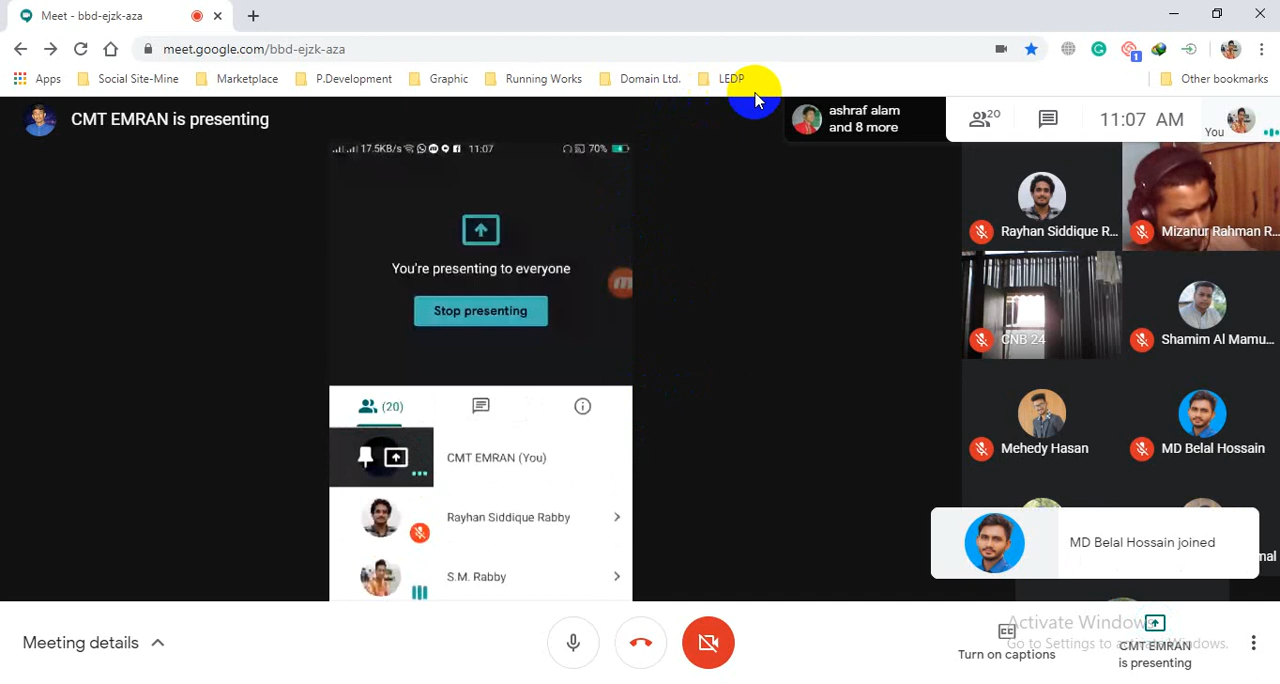 Meet - bbd-ejzk-aza
meet.google.com/bbd-ejzk-aza
1
Apps
Social Site-Mine
Marketplace
P.Development
Graphic
Running Works
Domain Ltd.
LEDP
Other bookmarks
CMT EMRAN is presenting
ashraf alam
and 8 more
20
11:07 AM
You
17.5KB/s
11:07
70%
You're presenting to everyone
Stop presenting
(20)
CMT EMRAN (You)
Rayhan Siddique Rabby
S.M. Rabby
Rayhan Siddique R...
Mizanur Rahman R...
CNB 24
Shamim Al Mamu...
Mehedy Hasan
MD Belal Hossain
MD Belal Hossain joined
Meeting details
CC
Turn on captions
CMT EMRAN
is presenting
Activate Windows
Go to Settings to activate Windows.